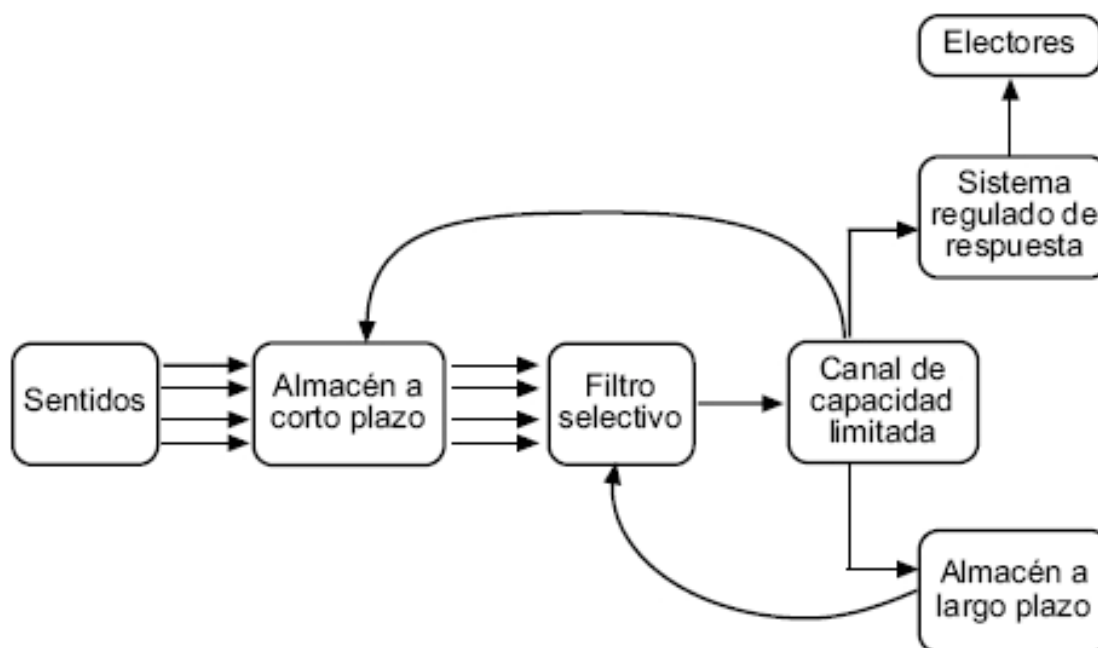 Electores
Sistema
regulado de
respuesta
Sentidos
Almacén a
corto plazo
Filtro
selectivo
Canal de
capacidad
limitada
Almacén a
largo plazo